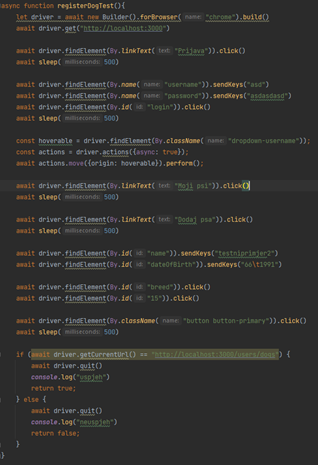 async function registerDogTest(){
let driver = await new Builder().forBrowser( name: "chrome").build()
await driver.get("http://localhost:3000")
await driver.findElement(By.linkText( text: "Prijava")).click()
await sleep( milliseconds: 500)
await driver.findElement(By.name( name: "username")).sendKeys("asd")
await driver.findElement(By.name( name: "password")).sendKeys("asdasdasd")
await driver.findElement(By.id( id: "login")).click()
await sleep( milliseconds: 500)
const hoverable = driver.findElement(By.className( name: "dropdown-username"));
const actions = driver.actions({async: true});
await actions.move({origin: hoverable}).perform();
await driver.findElement(By.linkText( text: "Moji psi")).click()
await sleep( milliseconds: 500)
await driver.findElement(By.linkText( text: "Dodaj psa")).click()
await sleep( milliseconds: 500)
await driver.findElement(By.id( id: "name")).sendKeys("testniprimjer2")
await driver.findElement(By.id( id: "dateOfBirth")).sendKeys("66\t1991")
await driver.findElement(By.id( id: "breed")).click()
await driver.findElement(By.id( id: "15")).click()
await driver.findElement(By.className( name: "button button-primary")).click()
await sleep( milliseconds: 500)
if (await driver.getCurrentUrl() == "http://localhost:3000/users/dogs") {
await driver.quit()
console.log("uspjeh")
return true;
} else {
await driver.quit()
console.log("neuspjeh")
return false;
}
}